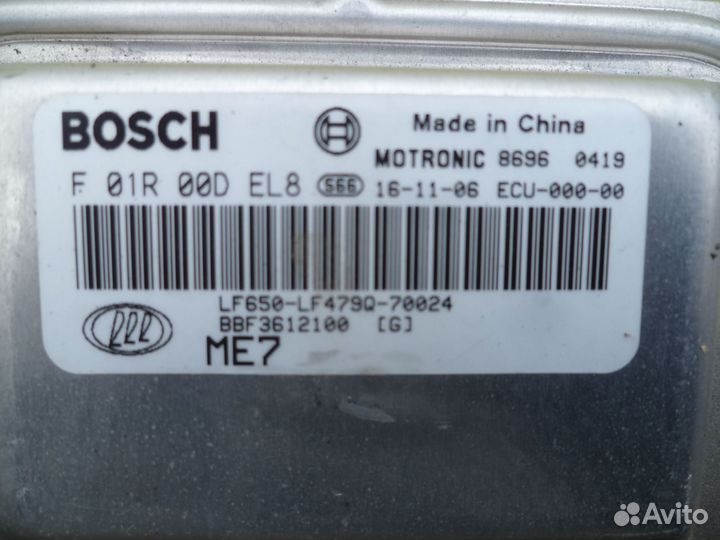 BOSCH
Made in China
MOTRONIC 8696 0419
F 01R 00D EL8 S66 16-11-06 ECU-000-00
LF650-LF479Q-70024
BBF3612100 [G]
ME7
Avito